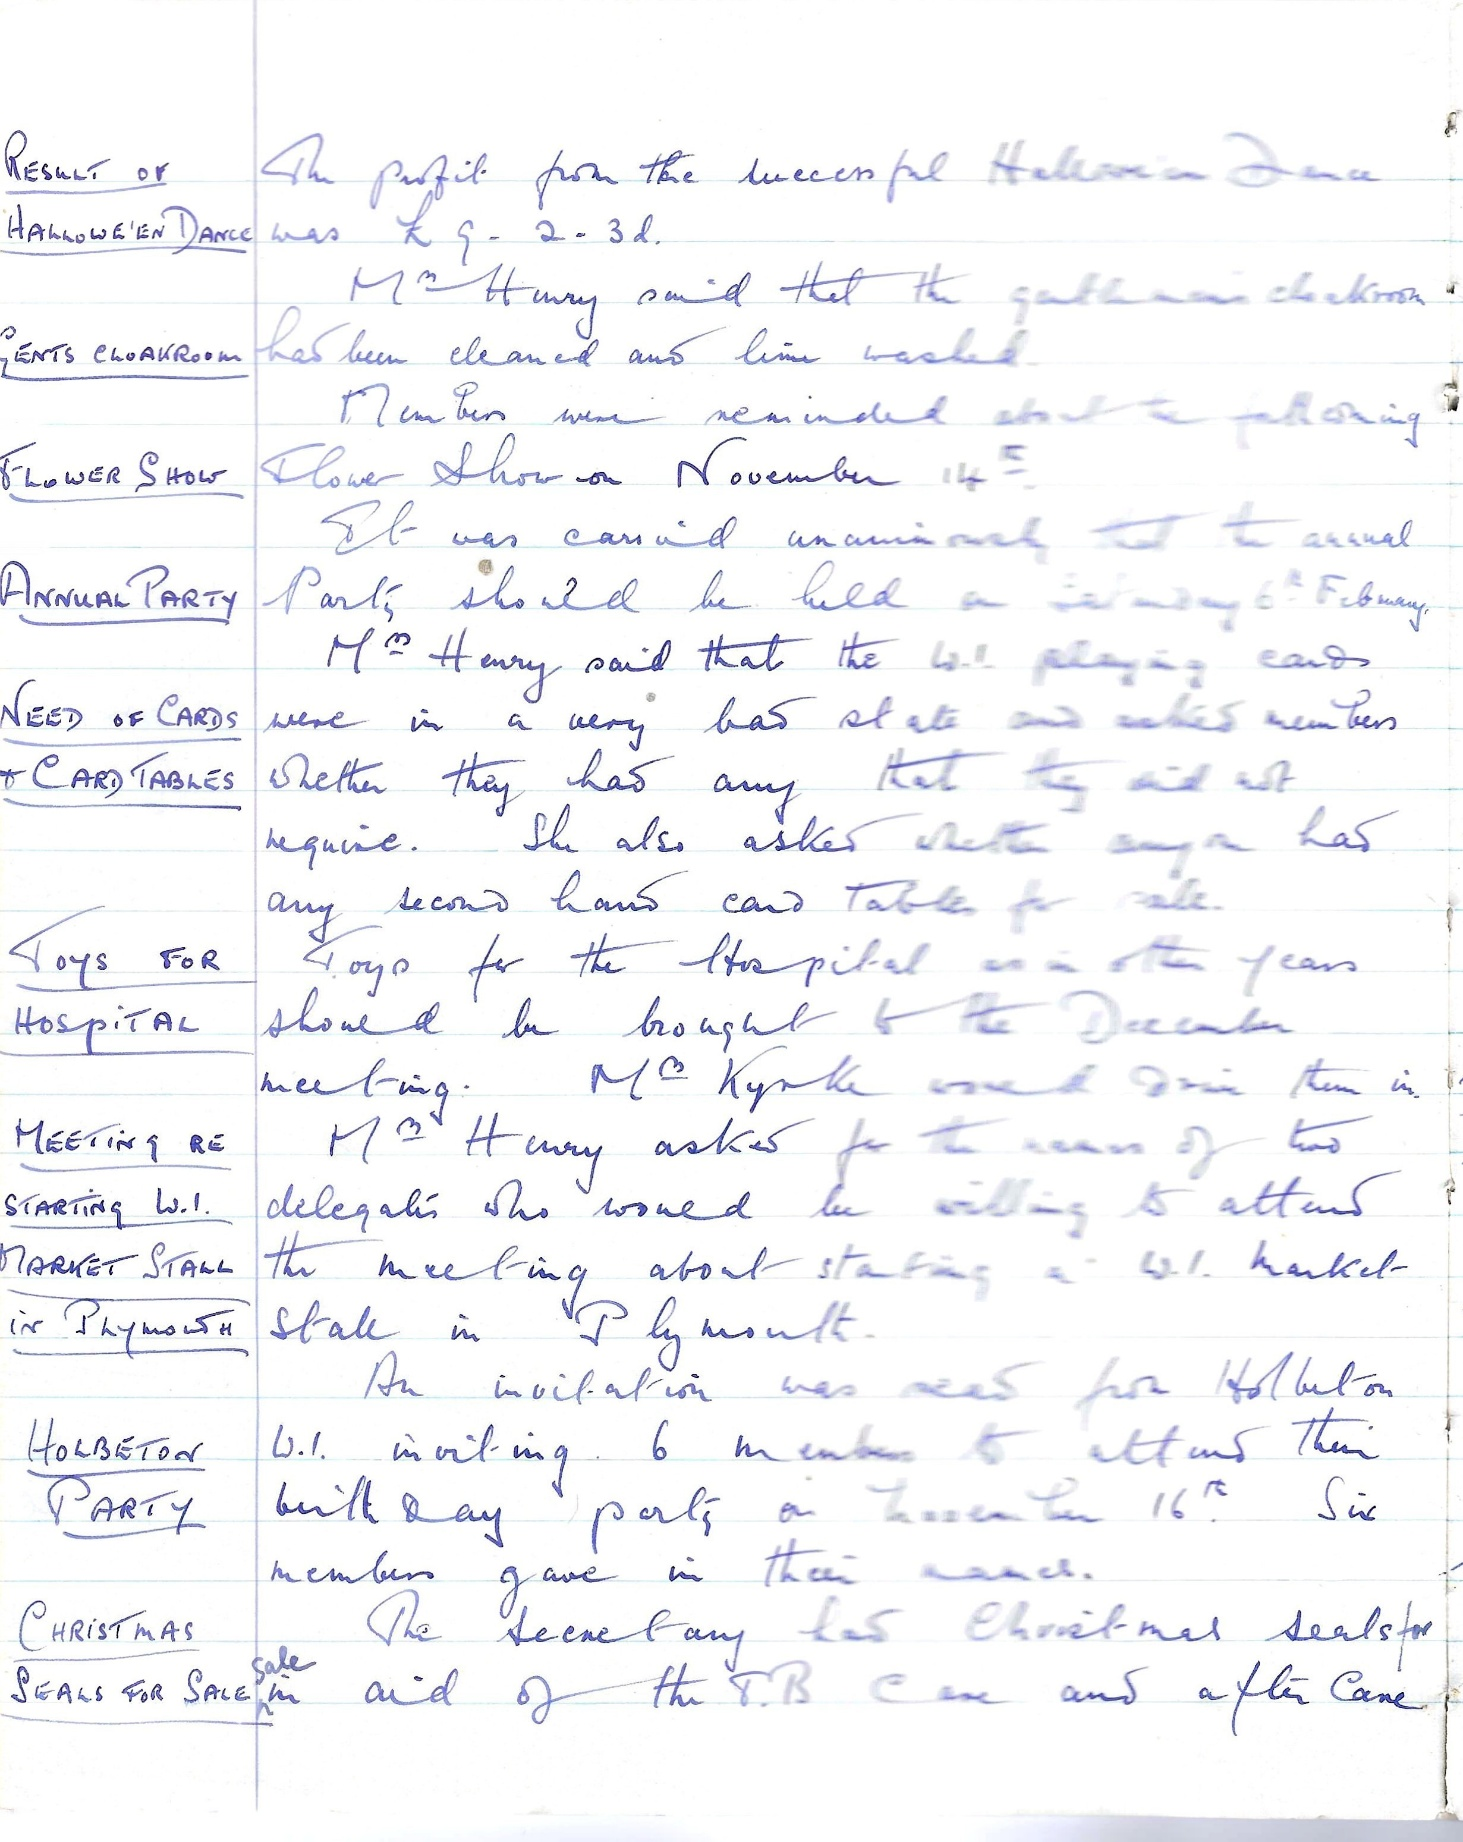 RESULT OF The profit from the successful Hallowe'en Dance
HALLOWE'EN DANCE was £9-2-3d.
Mrs Henry said that the gentlemens cloakroom
GENTS CLOAKROOM had been cleaned and lime washed.
Members were reminded about the following
FLOWER SHOW Flower Show on November 14th.
It was carried unanimously that the annual
ANNUAL PARTY Party should be held on Saturday 6th February.
Mrs Henry said that the W.I. playing cards
NEED OF CARDS were in a very bad state and asked members
+ CARD TABLES whether they had any that they did not
require. She also asked whether anyone had
any second hand card tables for sale.
TOYS FOR Toys for the Hospital as in other years
HOSPITAL should be brought to the December
meeting. Mrs would drive them in.
MEETING RE Mrs Henry asked for the names of two
STARTING W.I. delegates who would be willing to attend
MARKET STALL the meeting about starting a W.I. Market
IN PLYMOUTH Stall in Plymouth.
An invitation was read from Holbeton
HOLBETON W.I. inviting 6 members to attend their
PARTY birthday party on November 16th. Six
members gave in their names.
CHRISTMAS The Secretary had Christmas seals for
SEALS FOR SALE sale in aid of the T.B Care and after Care